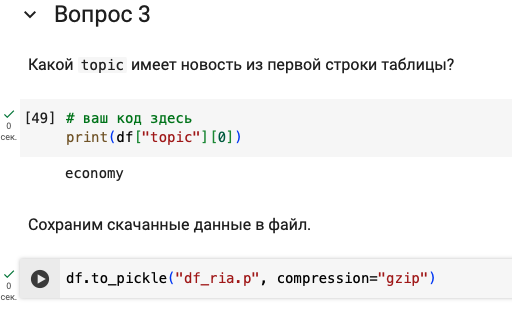 Вопрос 3
Какой topic имеет новость из первой строки таблицы?
[49] # ваш код здесь
0 сек. print(df["topic"][0])
economy
Сохраним скачанные данные в файл.
0 сек. df.to_pickle("df_ria.p", compression="gzip")